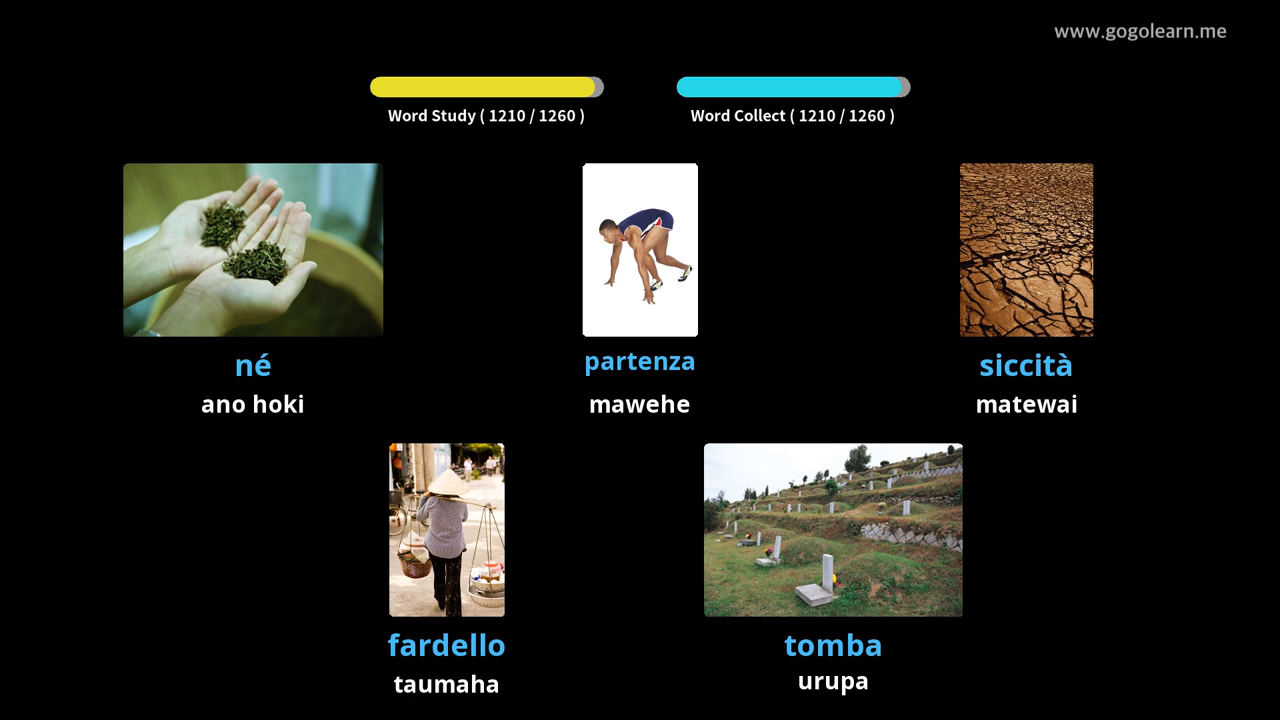 www.gogolearn.me
Word Study ( 1210 / 1260 )
Word Collect ( 1210 / 1260 )
né
partenza
siccità
ano hoki
mawehe
matewai
fardello
tomba
taumaha
urupa